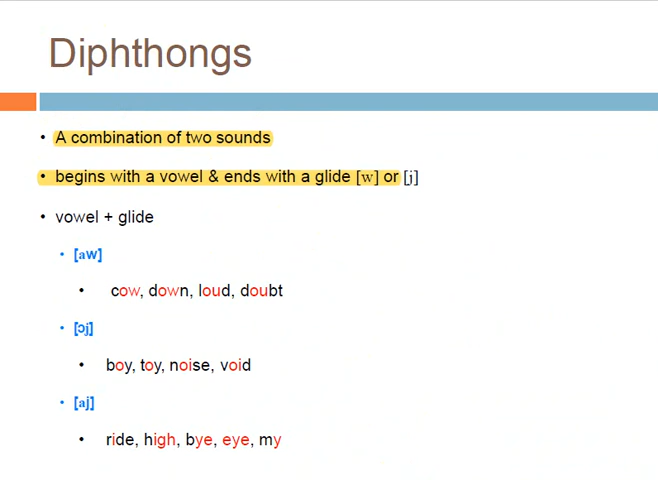 Diphthongs
• A combination of two sounds
• begins with a vowel & ends with a glide [w] or [j]
• vowel + glide
• [aw]
• cow, down, loud, doubt
• [ɔj]
• boy, toy, noise, void
• [aj]
• ride, high, bye, eye, my